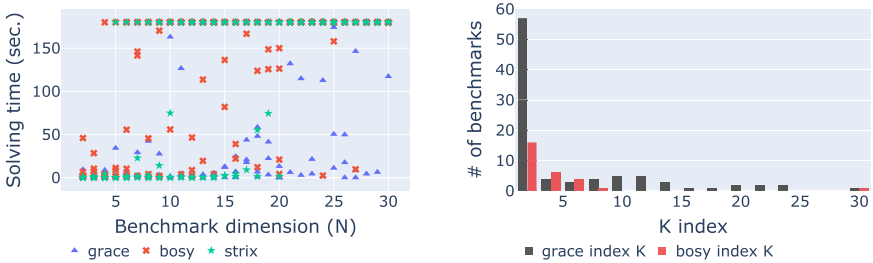 Solving time (sec.)
150
100
50
0
5
10
15
20
25
30
Benchmark dimension (N)
grace
bosy
strix
# of benchmarks
60
50
40
30
20
10
0
5
10
15
20
25
30
K index
grace index K
bosy index K